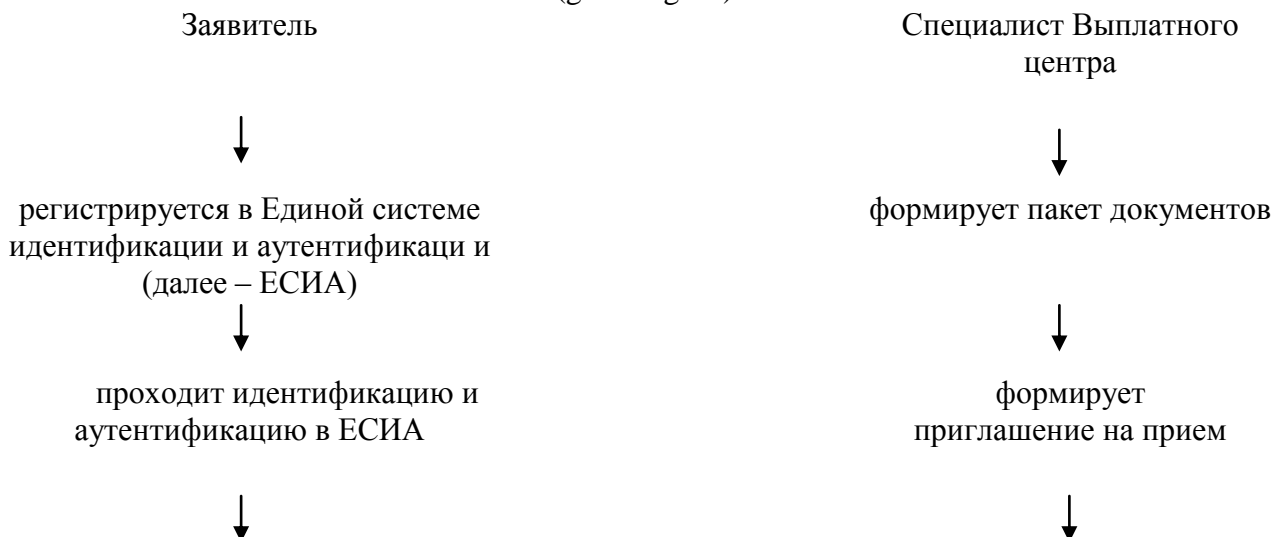 Заявитель
Специалист Выплатного
центра
регистрируется в Единой системе
идентификации и аутентификаци и
(далее – ЕСИА)
формирует пакет документов
проходит идентификацию и
аутентификацию в ЕСИА
формирует
приглашение на прием